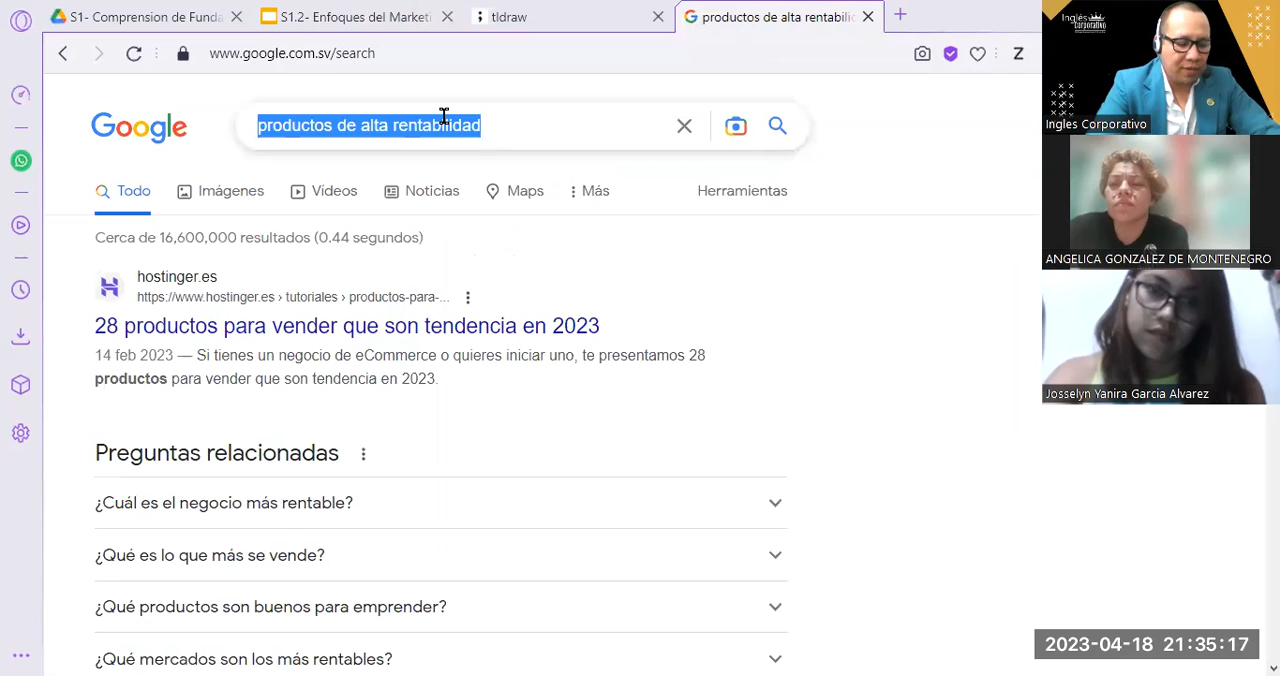 S1- Comprension de Funda
S1.2- Enfoques del Marketi
tldraw
productos de alta rentabilid
www.google.com.sv/search
Z
Google
productos de alta rentabilidad
Todo
Imágenes
Videos
Noticias
Maps
Más
Herramientas
Cerca de 16,600,000 resultados (0.44 segundos)
hostinger.es
https://www.hostinger.es › tutoriales › productos-para-...
28 productos para vender que son tendencia en 2023
14 feb 2023 — Si tienes un negocio de eCommerce o quieres iniciar uno, te presentamos 28
productos para vender que son tendencia en 2023.
Preguntas relacionadas
¿Cuál es el negocio más rentable?
¿Qué es lo que más se vende?
¿Qué productos son buenos para emprender?
¿Qué mercados son los más rentables?
Inglés
Corporativo
Ingles Corporativo
ANGELICA GONZALEZ DE MONTENEGRO
Josselyn Yanira Garcia Alvarez
2023-04-18 21:35:17